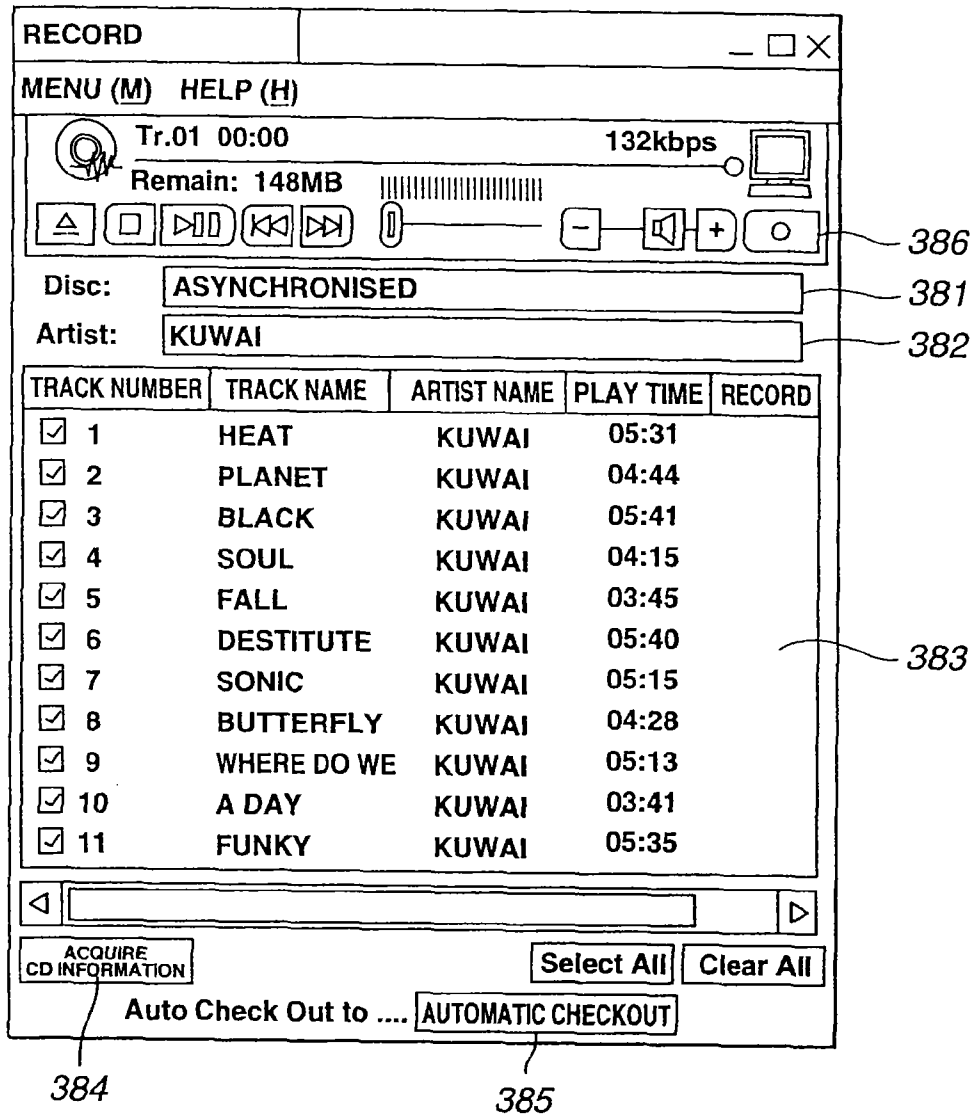 RECORD
MENU (M) HELP (H)
Tr.01 00:00 132kbps
Remain: 148MB
- +
386
Disc: ASYNCHRONISED
381
Artist: KUWAI
382
TRACK NUMBER TRACK NAME ARTIST NAME PLAY TIME RECORD
1 HEAT KUWAI 05:31
2 PLANET KUWAI 04:44
3 BLACK KUWAI 05:41
4 SOUL KUWAI 04:15
5 FALL KUWAI 03:45
6 DESTITUTE KUWAI 05:40
383
7 SONIC KUWAI 05:15
8 BUTTERFLY KUWAI 04:28
9 WHERE DO WE KUWAI 05:13
10 A DAY KUWAI 03:41
11 FUNKY KUWAI 05:35
ACQUIRE
CD INFORMATION
Select All Clear All
Auto Check Out to .... AUTOMATIC CHECKOUT
384
385